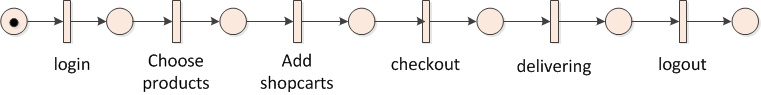 login
Choose
products
Add
shopcarts
checkout
delivering
logout